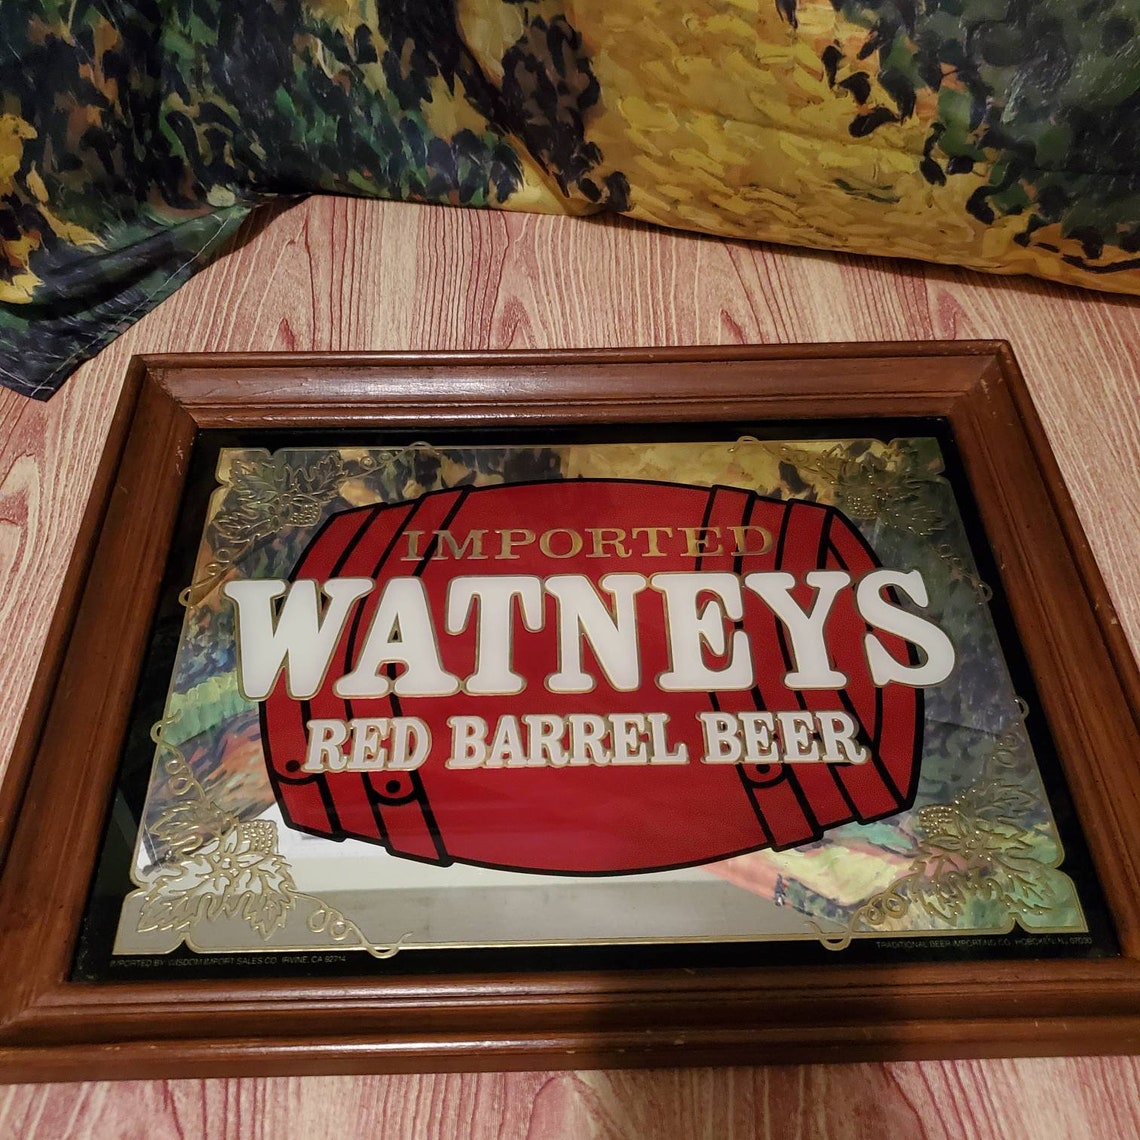 IMPORTED
WATNEYS
RED BARREL BEER
IMPORTED BY: WISDOM IMPORT SALES CO. IRVINE, CA 92714
TRADITIONAL BEER IMPORTING CO. HOBOKEN, NJ 07030